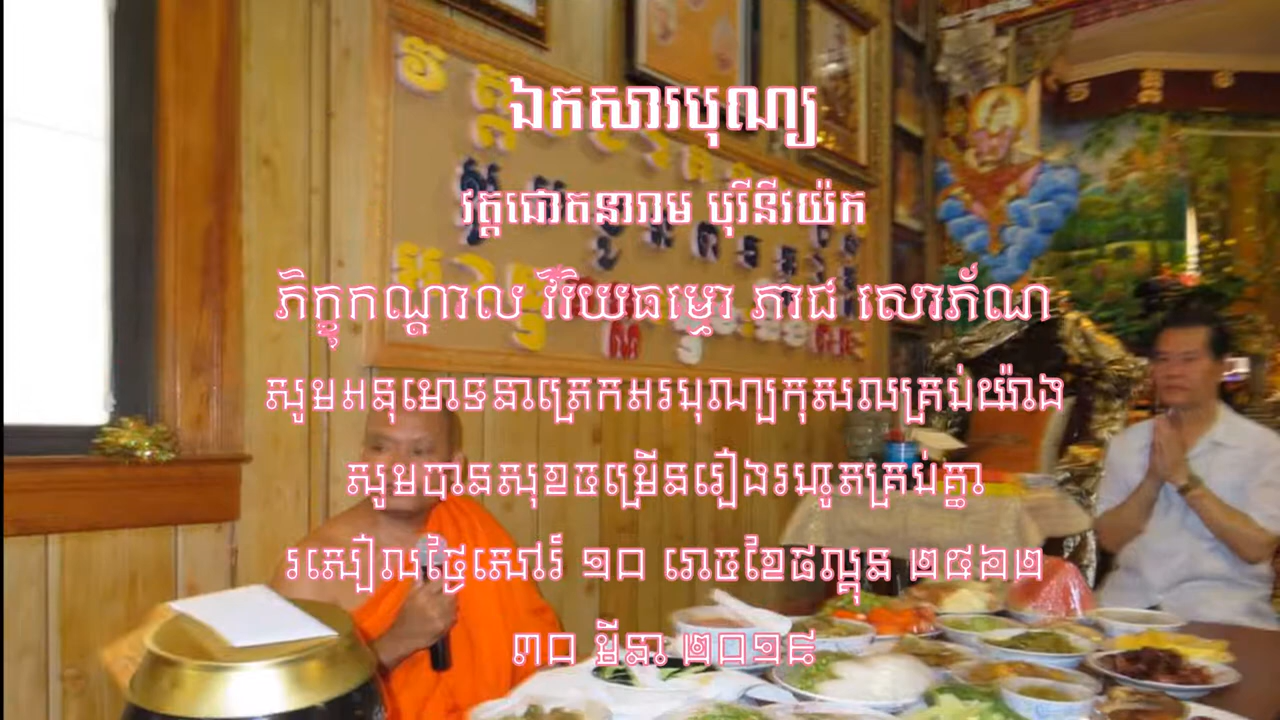 ឯកសារបុណ្យ
វត្តជោតនារាម បុរីនីវយ៉ក
ភិក្ខុកណ្ដាល វីរិយធម្មោ ភាជ សោភ័ណ
សូមអនុមោទនាត្រេកអរបុណ្យកុសលគ្រប់យ៉ាង
សូមបានសុខចម្រើនរឿងរហូតគ្រប់គ្នា
រសៀលថ្ងៃសៅរ៍ ១០ រោចខែផល្គុន ២៥៦២
៣០ មីនា ២០១៩